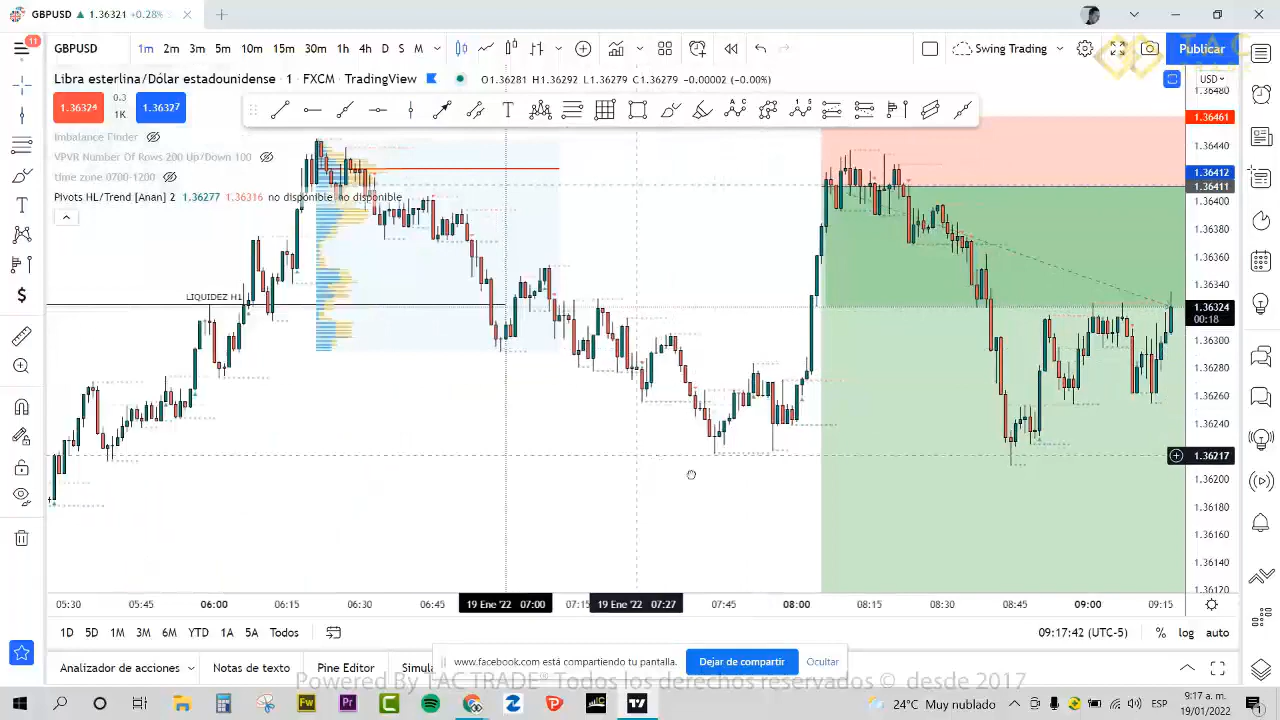 GBPUSD ▲ 1.36321 +0.28% S
11
GBPUSD
1m 2m 3m 5m 10m 15m 30m 1h 4h D S M
Swing Trading
Publicar
Libra esterlina/Dólar estadounidense · 1 · FXCM · TradingView
O1.36281 H1.36292 L1.36279 C1.36279 -0.00002 (-0.00%)
USD
1.36324
0.3
1K
1.36327
Imbalance Finder
VPVR Number Of Rows 200 Up/Down 100
time zone 0700-1200
Pivots HL/Trend [Anan] 2 1.36277 1.36316 no disponible no disponible
LIQUIDEZ H1
1.36480
1.36461
1.36440
1.36412
1.36411
1.36400
1.36380
1.36360
1.36340
1.36324
00:18
1.36300
1.36280
1.36260
1.36240
1.36217
1.36200
1.36180
1.36160
1.36140
1.36120
05:30 05:45 06:00 06:15 06:30 06:45 19 Ene '22 07:00 07:15 19 Ene '22 07:27 07:45 08:00 08:15 08:30 08:45 09:00 09:15
1D 5D 1M 3M 6M YTD 1A 5A Todos
09:17:42 (UTC-5) % log auto
Analizador de acciones Notas de texto Pine Editor Simula
www.facebook.com está compartiendo tu pantalla. Dejar de compartir Ocultar
Powered By TAC TRADE® Todos los derechos reservados © desde 2017
24°C Muy nublado
ESP
9:17 a. m.
19/01/2022